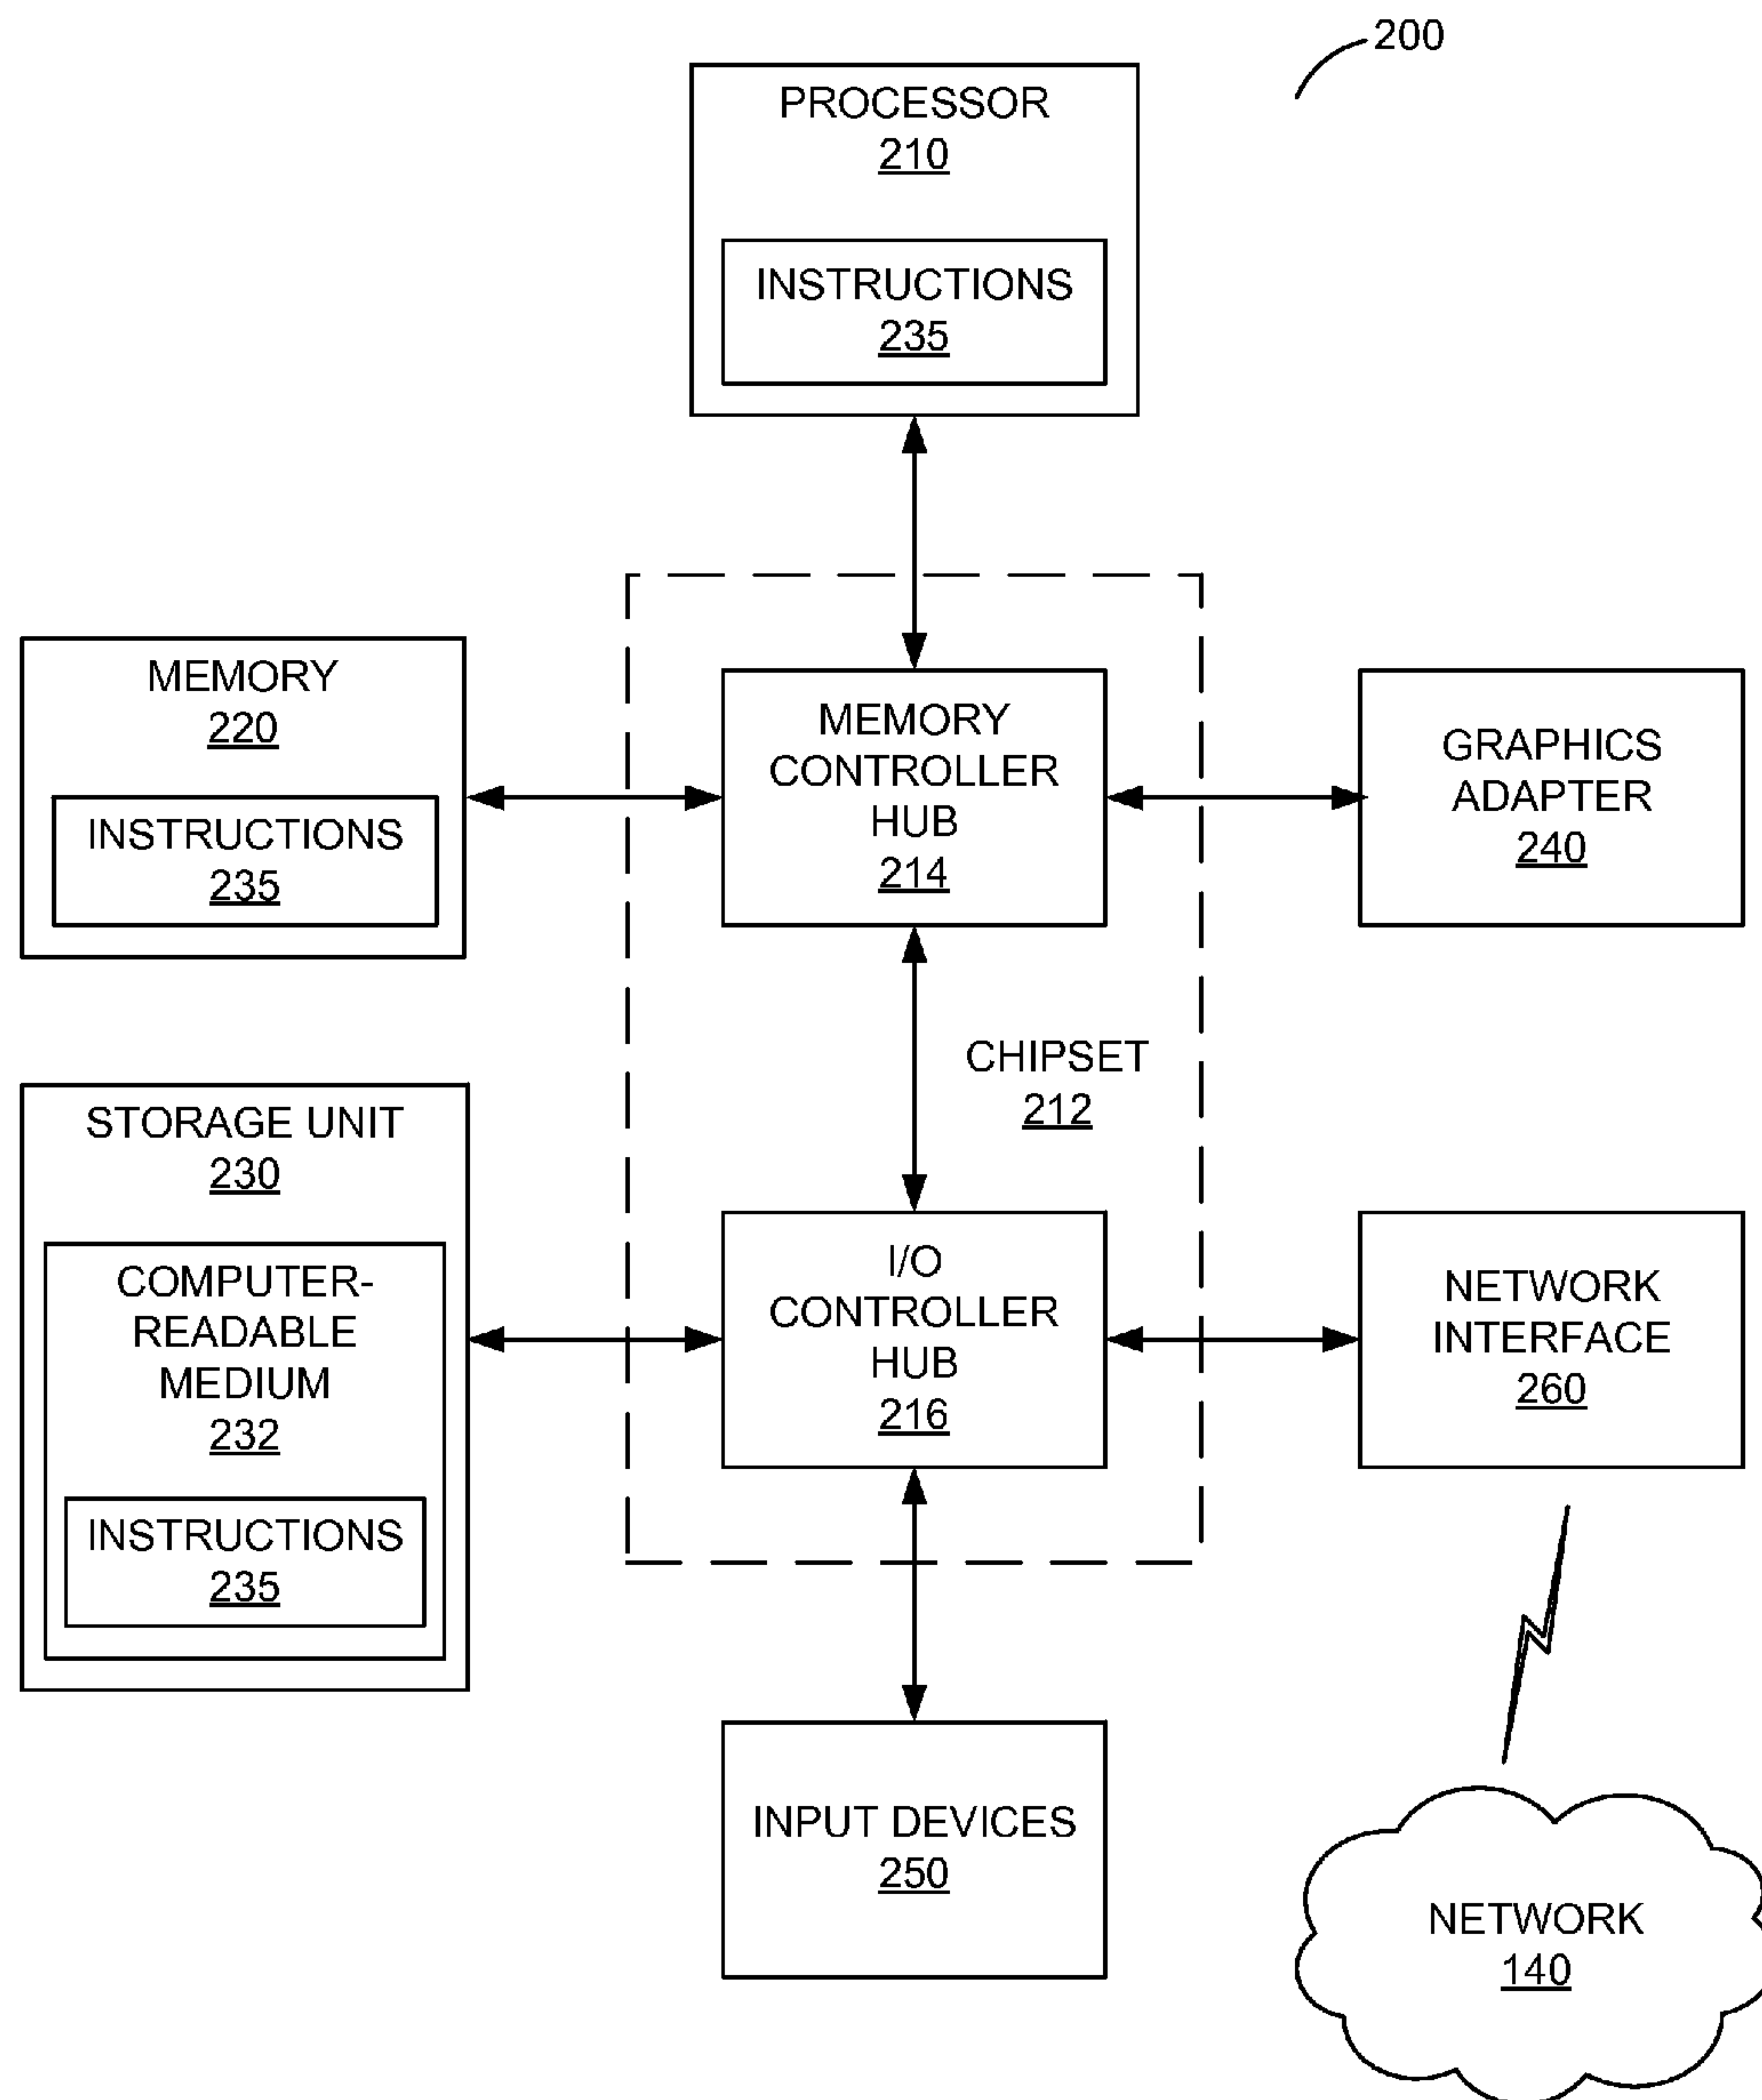 200
PROCESSOR
210
INSTRUCTIONS
235
MEMORY
220
INSTRUCTIONS
235
MEMORY
CONTROLLER
HUB
214
GRAPHICS
ADAPTER
240
CHIPSET
212
STORAGE UNIT
230
COMPUTER-
READABLE
MEDIUM
232
INSTRUCTIONS
235
I/O
CONTROLLER
HUB
216
NETWORK
INTERFACE
260
INPUT DEVICES
250
NETWORK
140